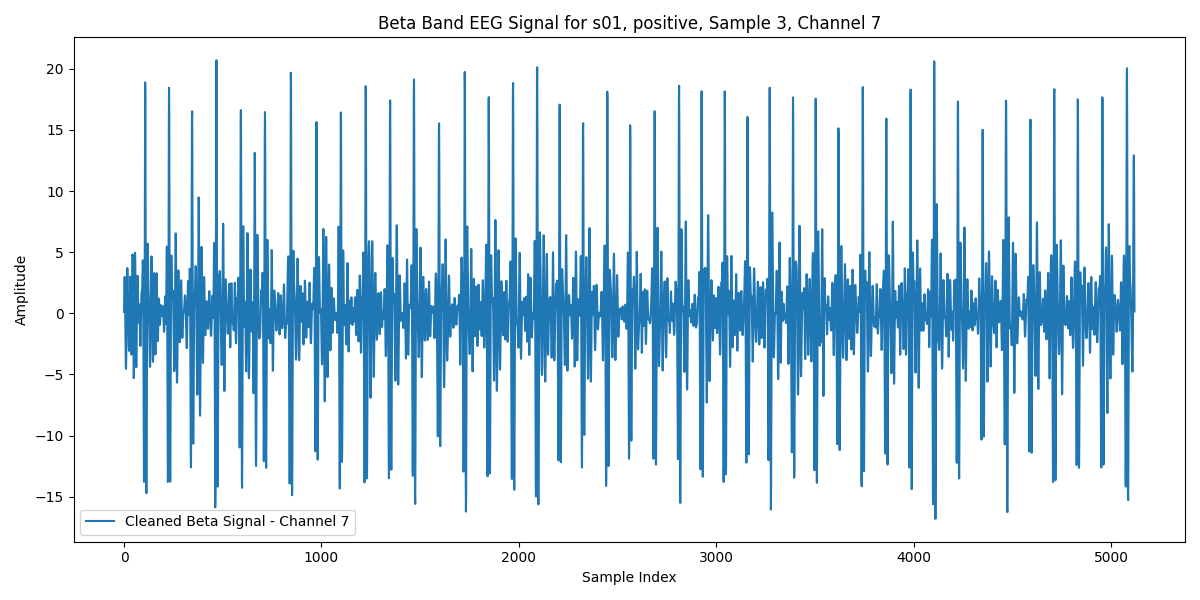 Beta Band EEG Signal for s01, positive, Sample 3, Channel 7
Amplitude
20
15
10
5
0
−5
−10
−15
Cleaned Beta Signal - Channel 7
0 1000 2000 3000 4000 5000
Sample Index